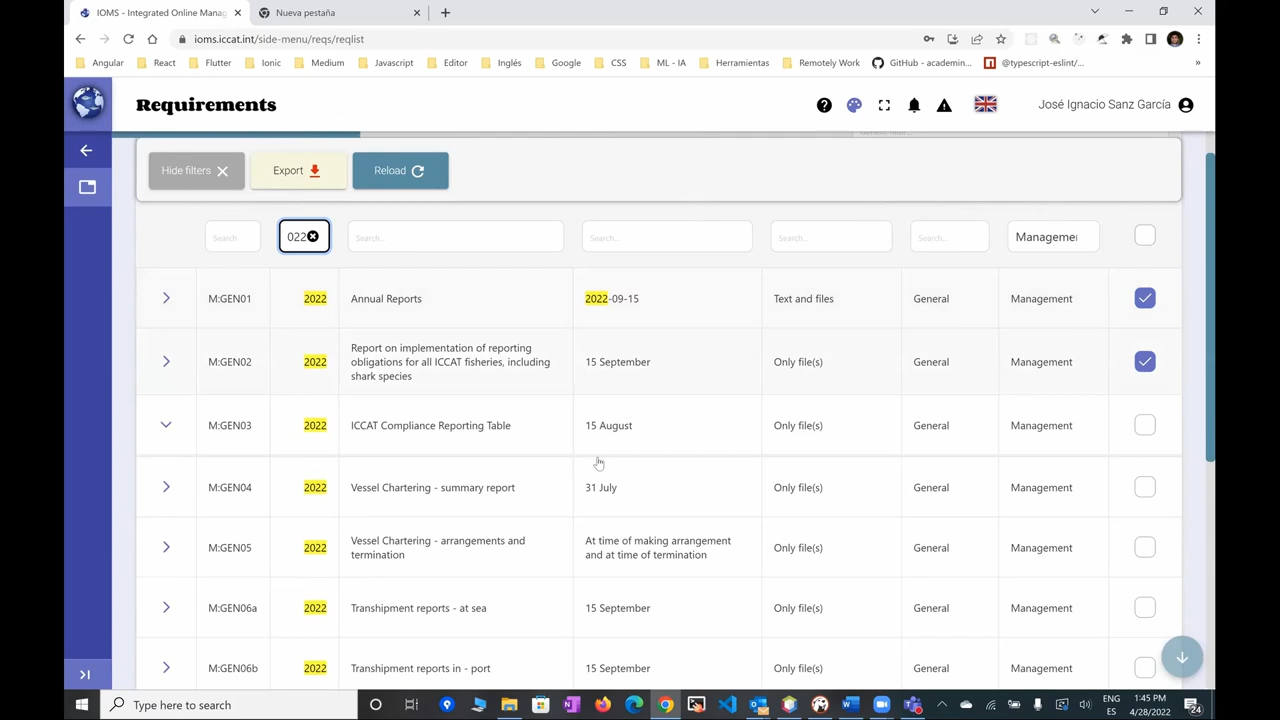 IOMS - Integrated Online Manag
Nueva pestaña
ioms.iccat.int/side-menu/reqs/reqlist
Angular React Flutter Ionic Medium Javascript Editor Inglés Google CSS ML - IA Herramientas Remotely Work GitHub - academin... @typescript-eslint/... »
Requirements
José Ignacio Sanz García
Hide filters
Export
Reload
Search
022
Search...
Search...
Search...
Search...
Managemen
M:GEN01 2022 Annual Reports 2022-09-15 Text and files General Management
Report on implementation of reporting
M:GEN02 2022 obligations for all ICCAT fisheries, including 15 September Only file(s) General Management
shark species
M:GEN03 2022 ICCAT Compliance Reporting Table 15 August Only file(s) General Management
M:GEN04 2022 Vessel Chartering - summary report 31 July Only file(s) General Management
Vessel Chartering - arrangements and At time of making arrangement
M:GEN05 2022 termination and at time of termination Only file(s) General Management
M:GEN06a 2022 Transhipment reports - at sea 15 September Only file(s) General Management
M:GEN06b 2022 Transhipment reports in - port 15 September Only file(s) General Management
Type here to search
ENG
ES
1:45 PM
4/28/2022
24